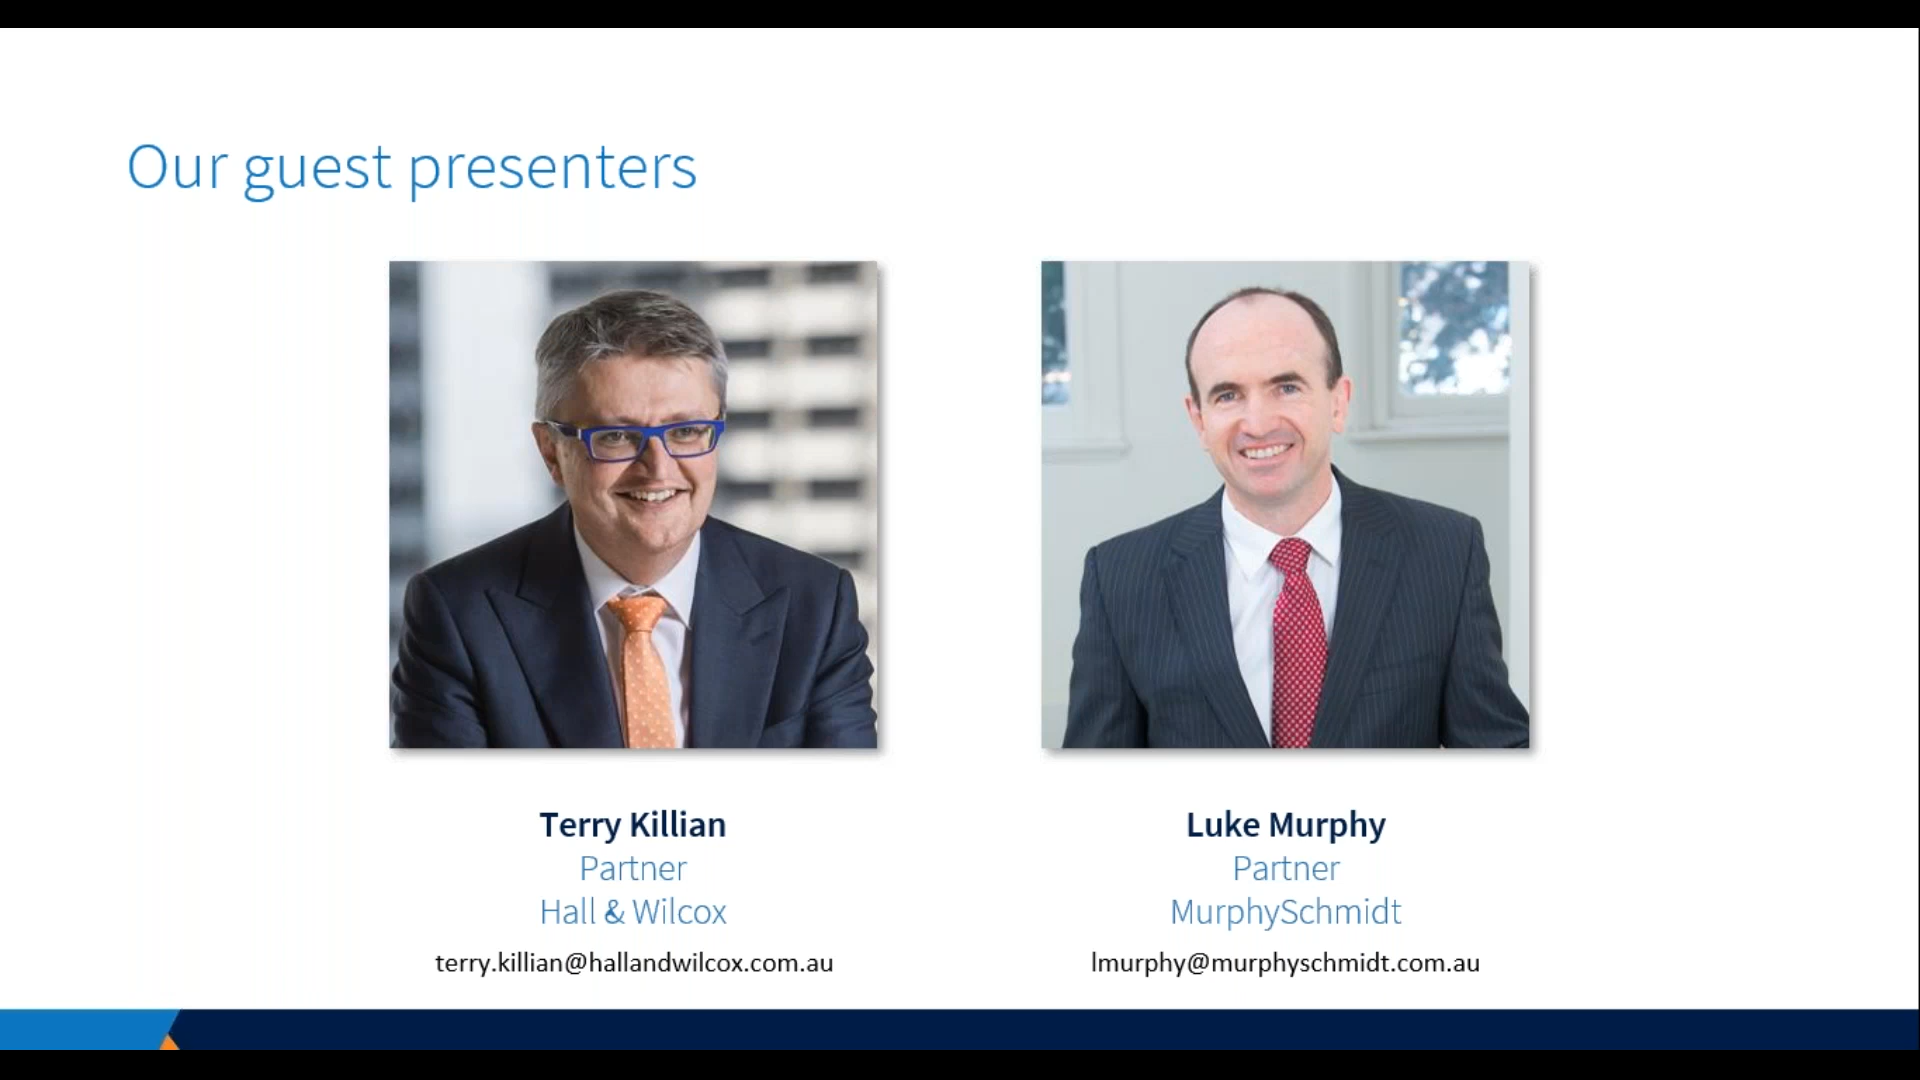 Our guest presenters
Terry Killian
Partner
Hall & Wilcox
terry.killian@hallandwilcox.com.au
Luke Murphy
Partner
MurphySchmidt
lmurphy@murphyschmidt.com.au